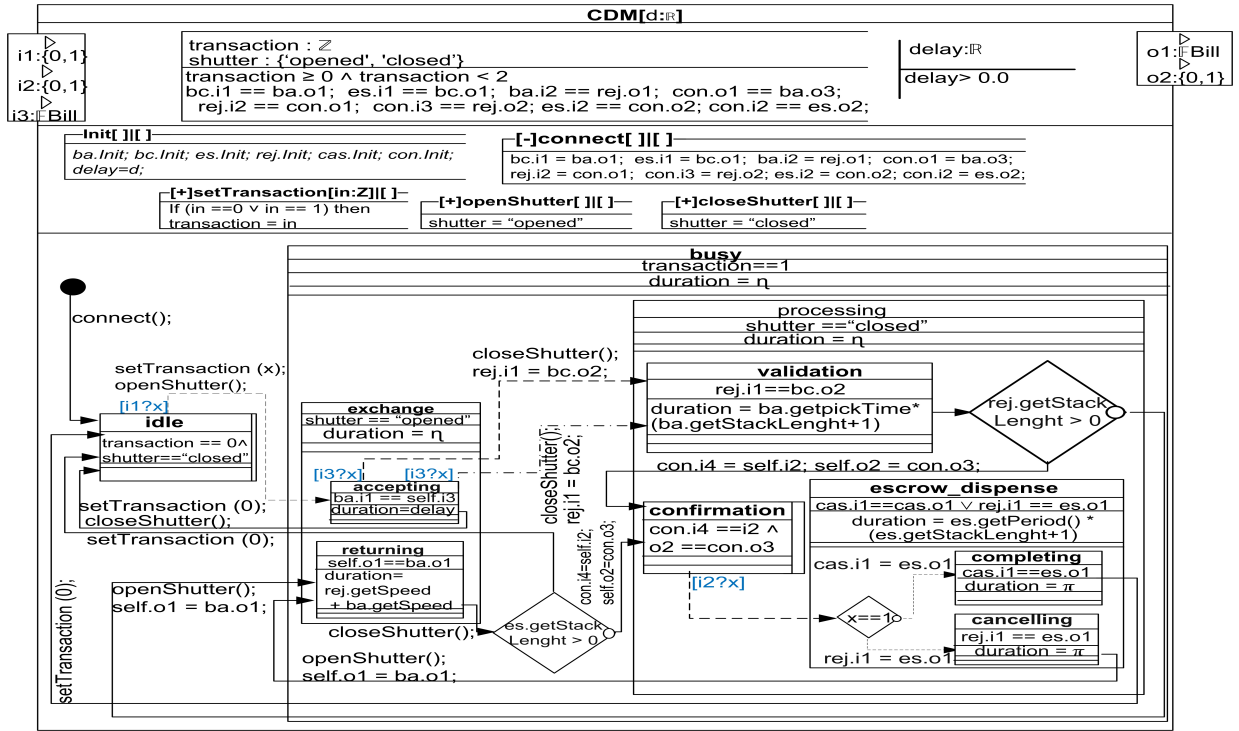 CDM[d:ℝ]
i1:{0,1}
i2:{0,1}
i3:𝔽Bill
transaction : ℤ
shutter : {'opened', 'closed'}
transaction ≥ 0 ∧ transaction < 2
bc.i1 == ba.o1; es.i1 == bc.o1; ba.i2 == rej.o1; con.o1 == ba.o3;
rej.i2 == con.o1; con.i3 == rej.o2; es.i2 == con.o2; con.i2 == es.o2;
delay:ℝ
delay> 0.0
o1:𝔽Bill
o2:{0,1}
Init[ ]|[ ]
ba.Init; bc.Init; es.Init; rej.Init; cas.Init; con.Init;
delay=d;
[-]connect[ ]|[ ]
bc.i1 = ba.o1; es.i1 = bc.o1; ba.i2 = rej.o1; con.o1 = ba.o3;
rej.i2 = con.o1; con.i3 = rej.o2; es.i2 = con.o2; con.i2 = es.o2;
[+]setTransaction[in:Z]|[ ]
If (in ==0 ∨ in == 1) then
transaction = in
[+]openShutter[ ]|[ ]
shutter = “opened”
[+]closeShutter[ ]|[ ]
shutter = “closed”
busy
transaction==1
duration = η
connect();
processing
shutter ==“closed”
duration = η
closeShutter();
rej.i1 = bc.o2;
setTransaction (x);
openShutter();
[i1?x]
validation
rej.i1==bc.o2
duration = ba.getpickTime*
(ba.getStackLenght+1)
rej.getStack
Lenght > 0
idle
transaction == 0∧
shutter==“closed”
exchange
shutter == “opened”
duration = η
[i3?x]
[i3?x]
accepting
ba.i1 == self.i3
duration=delay
closeShutter();
rej.i1 = bc.o2;
con.i4 = self.i2; self.o2 = con.o3;
setTransaction (0);
closeShutter();
setTransaction (0);
confirmation
con.i4 ==i2 ∧
o2 ==con.o3
[i2?x]
escrow_dispense
cas.i1==cas.o1 ∨ rej.i1 == es.o1
duration = es.getPeriod() *
(es.getStackLenght+1)
con.i4=self.i2;
self.o2=con.o3;
returning
self.o1==ba.o1
duration=
rej.getSpeed
+ ba.getSpeed
cas.i1 = es.o1
completing
cas.i1==es.o1
duration = π
openShutter();
self.o1 = ba.o1;
setTransaction (0);
x==1
cancelling
rej.i1 == es.o1
duration = π
rej.i1 = es.o1
closeShutter();
es.getStack
Lenght > 0
openShutter();
self.o1 = ba.o1;